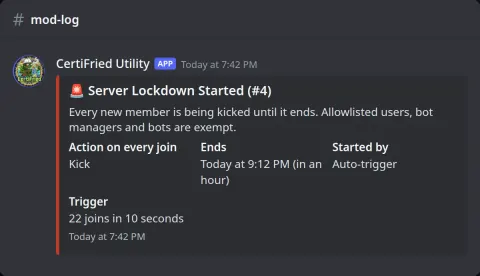 # mod-log
CertiFried Utility APP Today at 7:42 PM
🚨 Server Lockdown Started (#4)
Every new member is being kicked until it ends. Allowlisted users, bot
managers and bots are exempt.
Action on every join Ends Started by
Kick Today at 9:12 PM (in an Auto-trigger
hour)
Trigger
22 joins in 10 seconds
Today at 7:42 PM